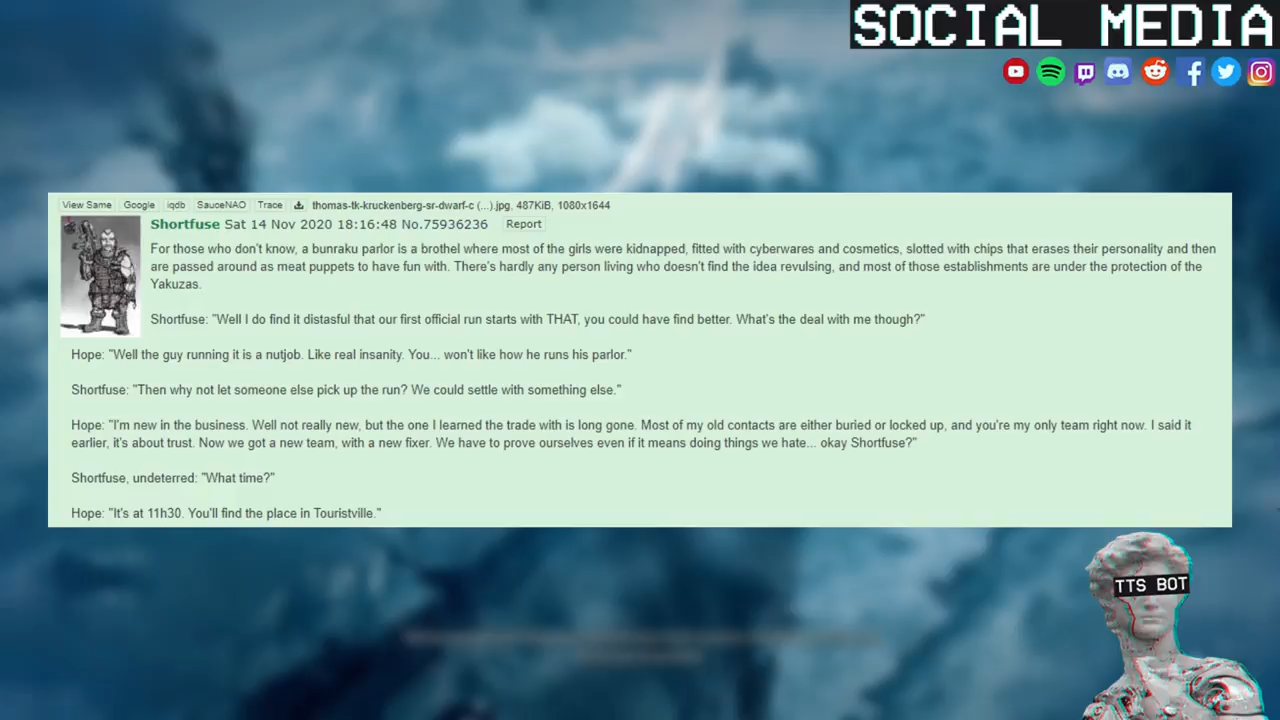 SOCIAL MEDIA
View Same Google iqdb SauceNAO Trace thomas-tk-kruckenberg-sr-dwarf-c (...).jpg, 487KiB, 1080x1644
Shortfuse Sat 14 Nov 2020 18:16:48 No.75936236 Report
For those who don't know, a bunraku parlor is a brothel where most of the girls were kidnapped, fitted with cyberwares and cosmetics, slotted with chips that erases their personality and then
are passed around as meat puppets to have fun with. There's hardly any person living who doesn't find the idea revulsing, and most of those establishments are under the protection of the
Yakuzas.
Shortfuse: "Well I do find it distasful that our first official run starts with THAT, you could have find better. What's the deal with me though?"
Hope: "Well the guy running it is a nutjob. Like real insanity. You... won't like how he runs his parlor."
Shortfuse: "Then why not let someone else pick up the run? We could settle with something else."
Hope: "I'm new in the business. Well not really new, but the one I learned the trade with is long gone. Most of my old contacts are either buried or locked up, and you're my only team right now. I said it
earlier, it's about trust. Now we got a new team, with a new fixer. We have to prove ourselves even if it means doing things we hate... okay Shortfuse?"
Shortfuse, undeterred: "What time?"
Hope: "It's at 11h30. You'll find the place in Touristville."
TTS BOT